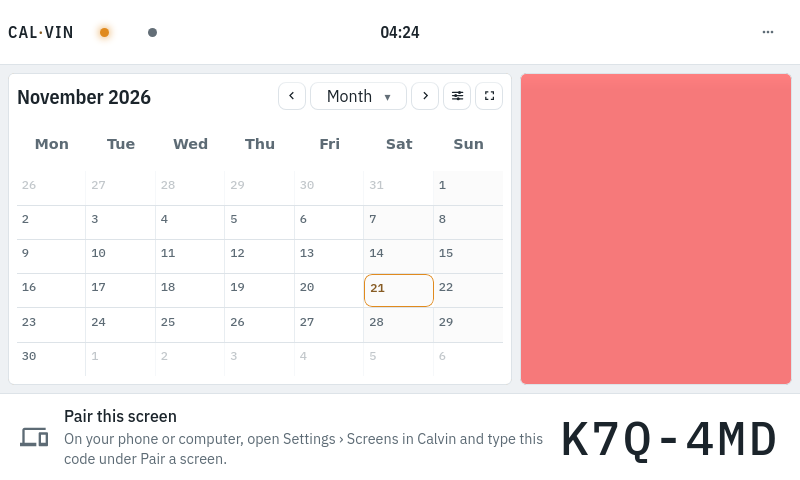 CAL·VIN
04:24
November 2026
Month
Mon Tue Wed Thu Fri Sat Sun
26 27 28 29 30 31 1
2 3 4 5 6 7 8
9 10 11 12 13 14 15
16 17 18 19 20 21 22
23 24 25 26 27 28 29
30 1 2 3 4 5 6
Pair this screen
On your phone or computer, open Settings › Screens in Calvin and type this
code under Pair a screen.
K7Q-4MD